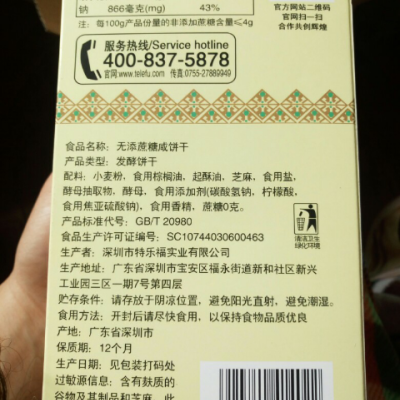 钠 866毫克(mg) 43%
注：每100g产品份量的非添加蔗糖含量≤4g
官方网站二维码
官网扫一扫
合作共创辉煌
服务热线/Service hotline
400-837-5878
官网:www.telefu.com 传真:0755-27889949
食品名称：无添蔗糖咸饼干
产品类型：发酵饼干
配料：小麦粉，食用棕榈油，起酥油，芝麻，食用盐，
酵母抽取物，酵母，食用添加剂(碳酸氢钠，柠檬酸，
食用焦亚硫酸钠)，食用香精，蔗糖0克。
产品标准代号：GB/T 20980
食品生产许可证编号：SC10744030600463
生产者：深圳市特乐福实业有限公司
生产地址：广东省深圳市宝安区福永街道新和社区新兴
工业园三区一期7号第四层
贮存条件：请存放于阴凉位置，避免阳光直射，避免潮湿。
食用方法：开封后请尽快食用，以保持食物品质优良
产地：广东省深圳市
保质期：12个月
生产日期：见包装打码处
过敏源信息：含有麸质的
谷物及其制品和芝麻，此
清洁卫生
绿化环境